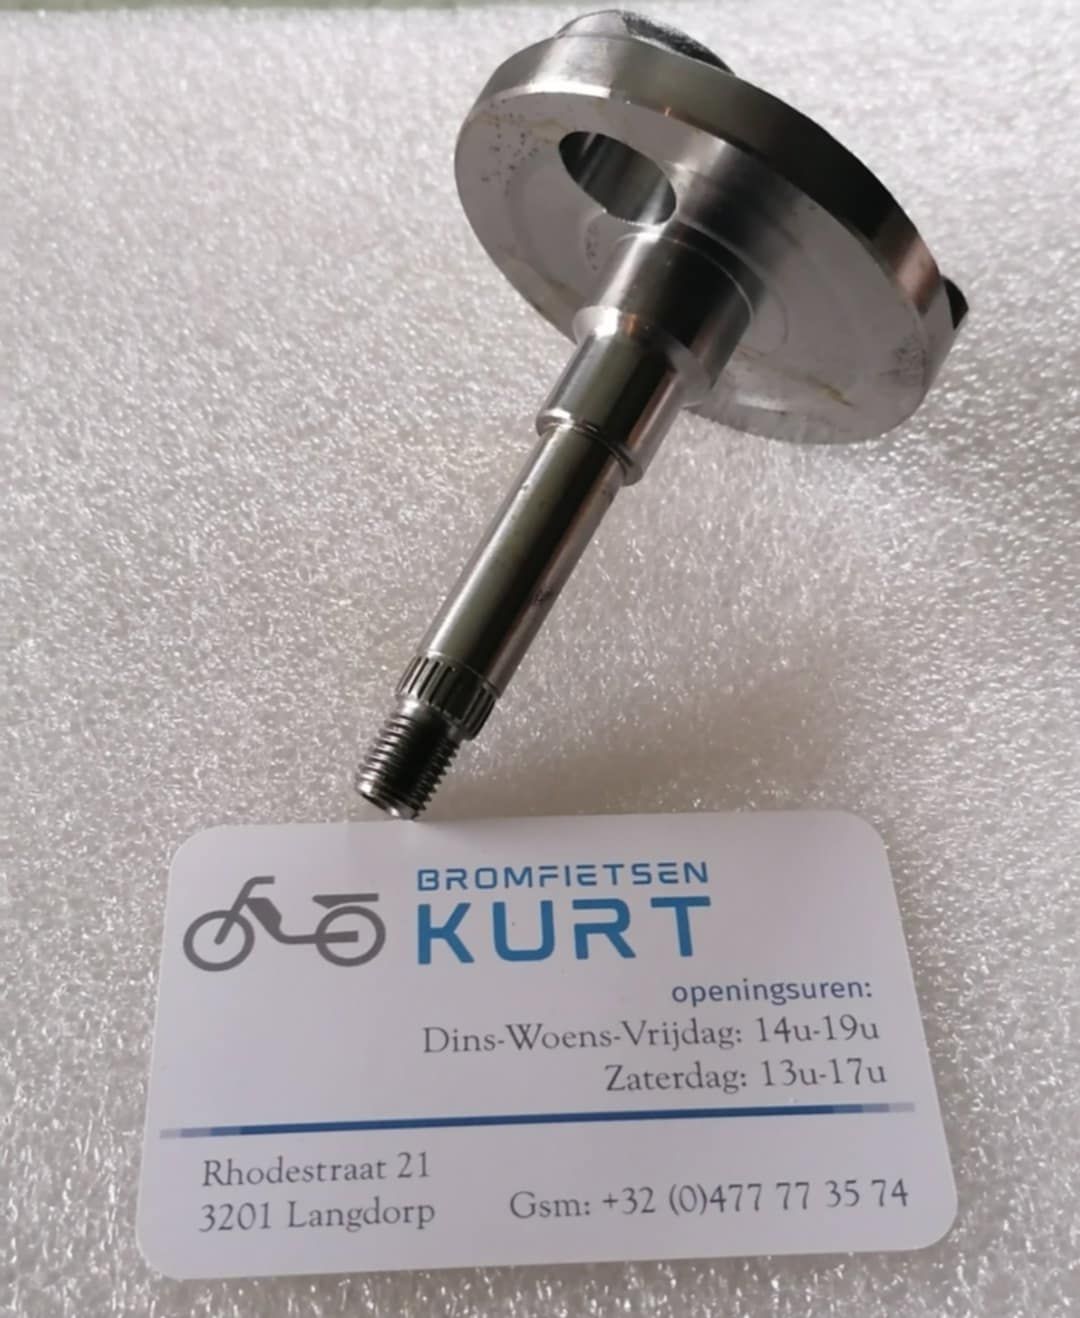 BROMFIETSEN
KURT
openingsuren:
Dins-Woens-Vrijdag: 14u-19u
Zaterdag: 13u-17u
Rhodestraat 21
3201 Langdorp
Gsm: +32 (0)477 77 35 74